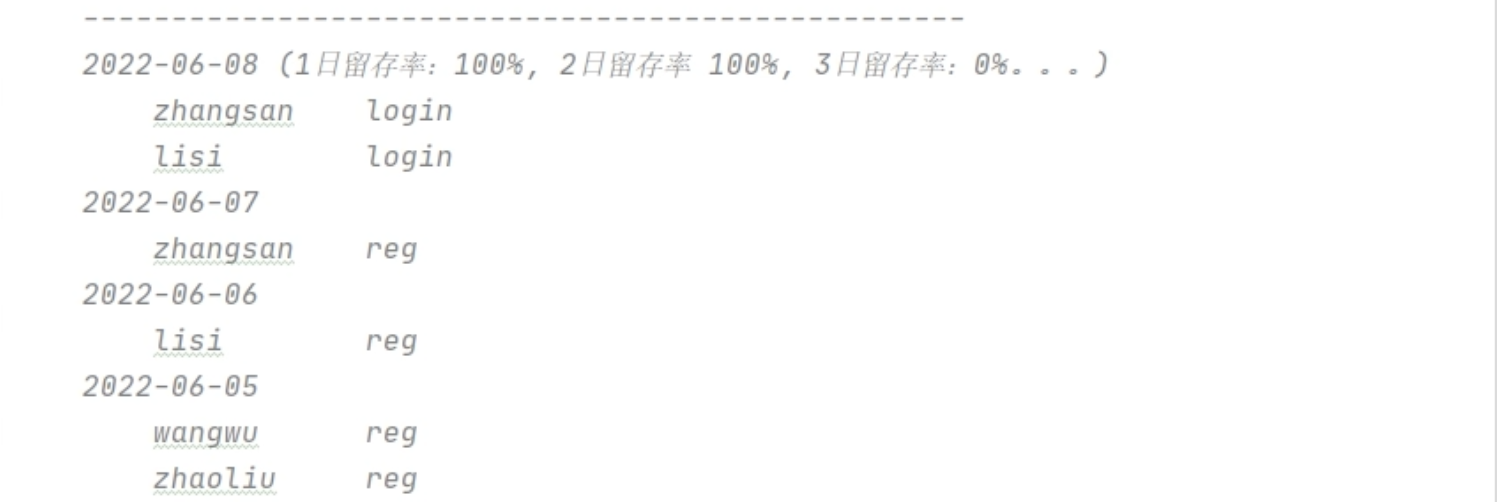 --------------------------------------------------
2022-06-08 (1日留存率: 100%, 2日留存率 100%, 3日留存率: 0%。。。)
zhangsan login
lisi login
2022-06-07
zhangsan reg
2022-06-06
lisi reg
2022-06-05
wangwu reg
zhaoliu reg